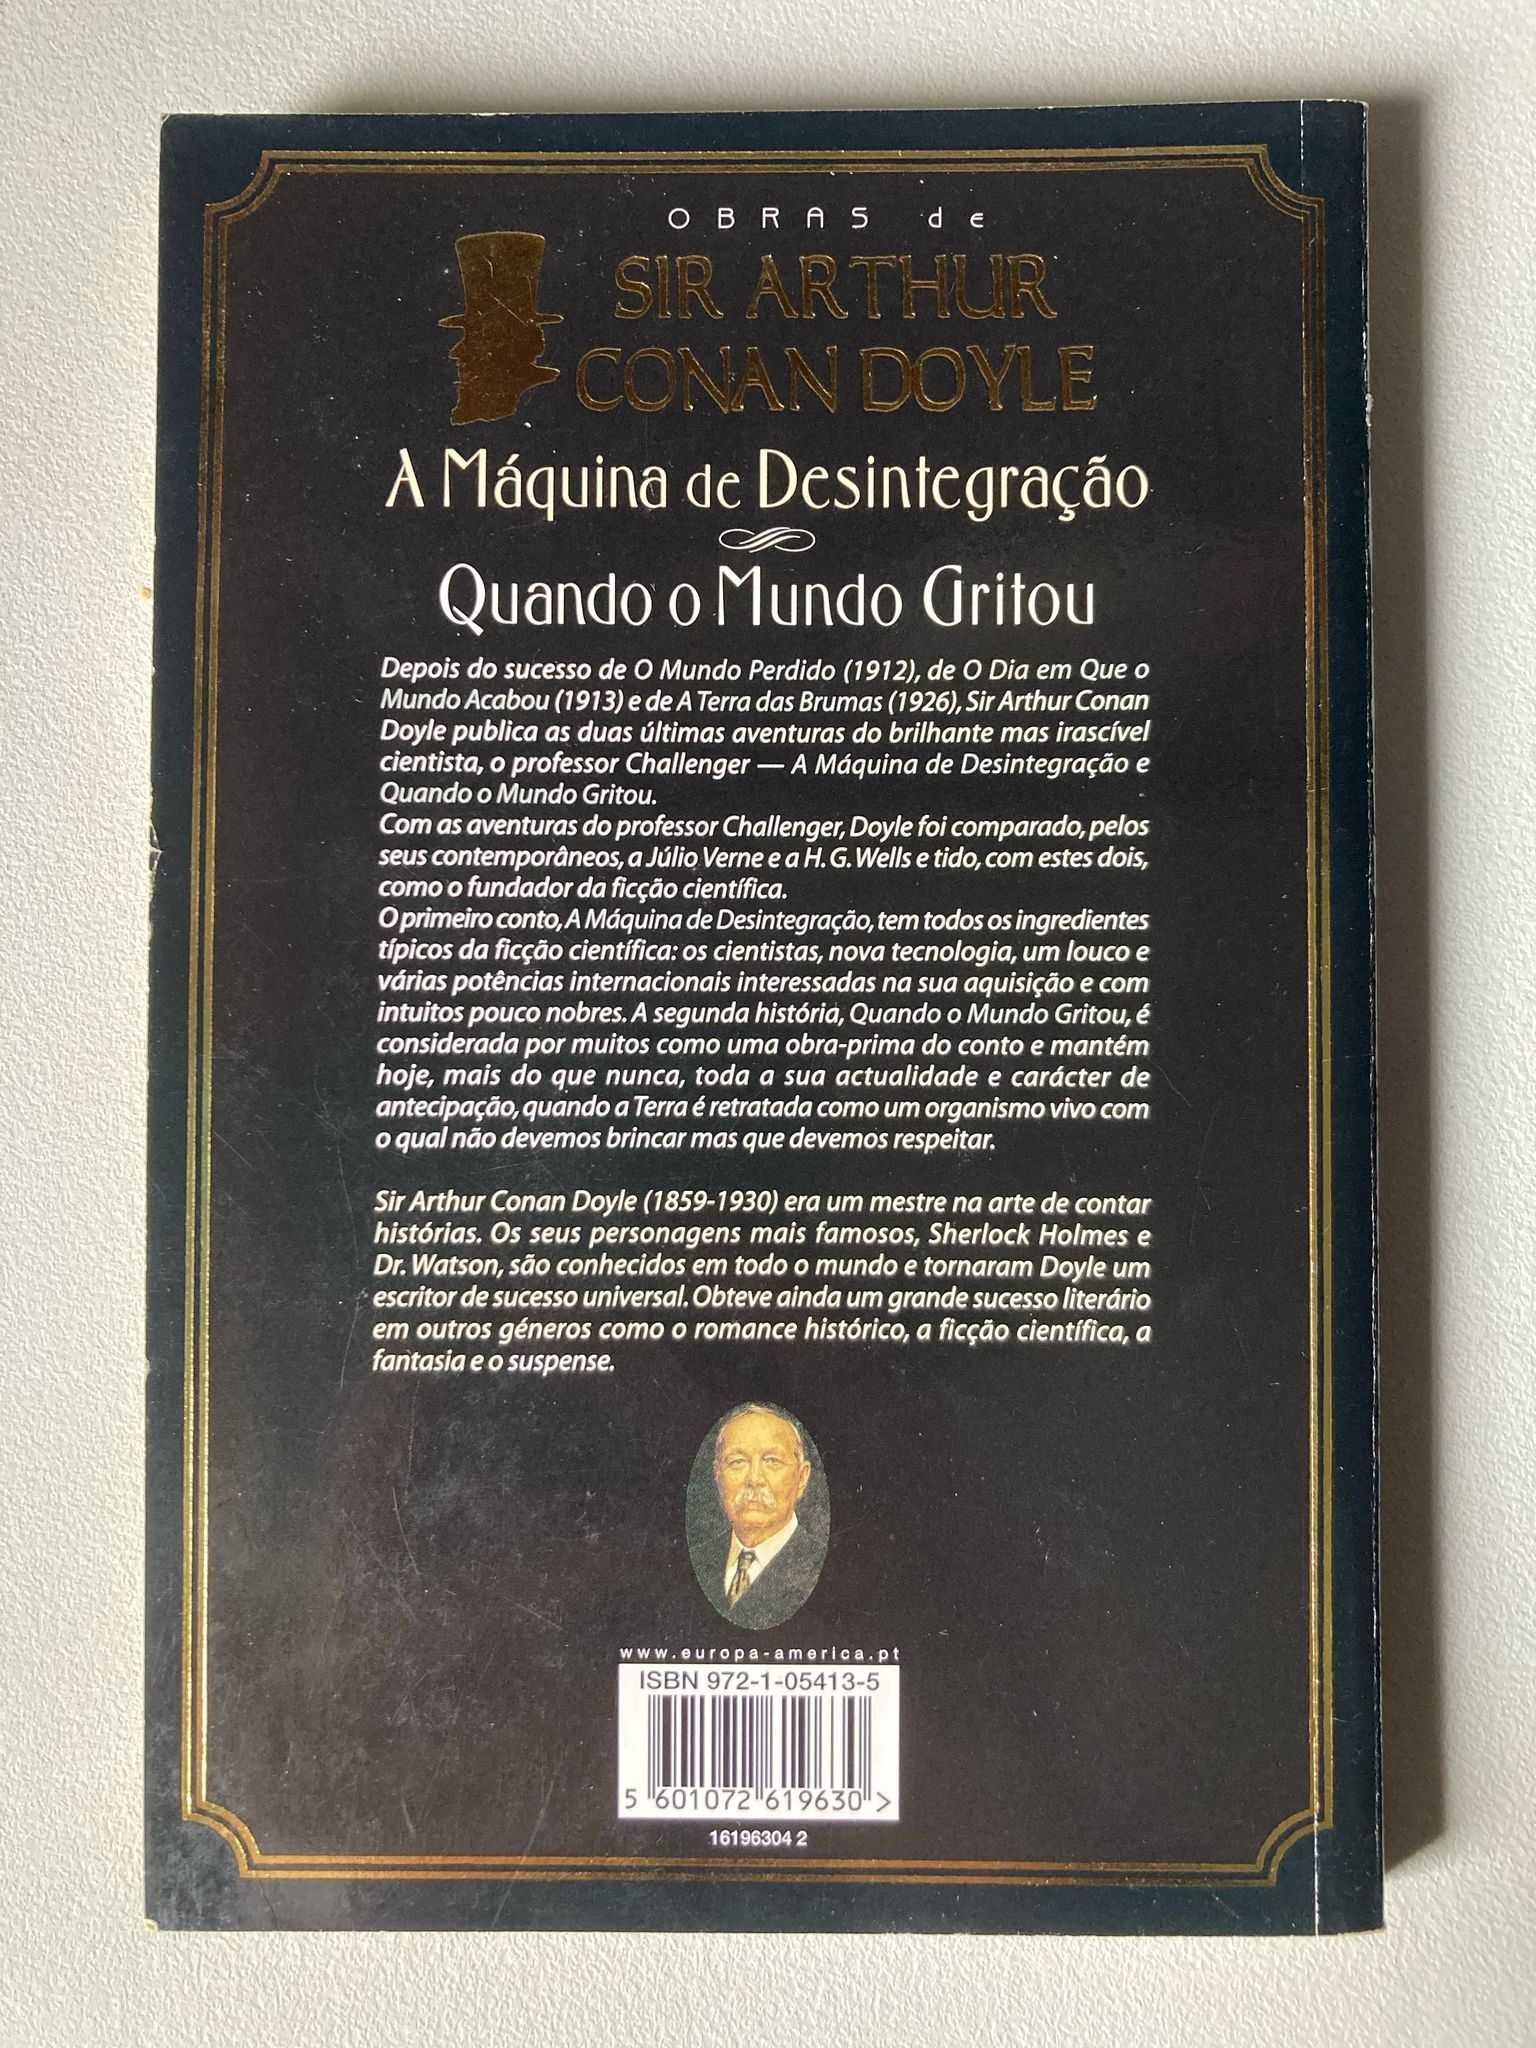 OBRAS de
SIR ARTHUR
CONAN DOYLE
A Máquina de Desintegração
Quando o Mundo Gritou
Depois do sucesso de O Mundo Perdido (1912), de O Dia em Que o
Mundo Acabou (1913) e de A Terra das Brumas (1926), Sir Arthur Conan
Doyle publica as duas últimas aventuras do brilhante mas irascível
cientista, o professor Challenger — A Máquina de Desintegração e
Quando o Mundo Gritou.
Com as aventuras do professor Challenger, Doyle foi comparado, pelos
seus contemporâneos, a Júlio Verne e a H. G. Wells e tido, com estes dois,
como o fundador da ficção científica.
O primeiro conto, A Máquina de Desintegração, tem todos os ingredientes
típicos da ficção científica: os cientistas, nova tecnologia, um louco e
várias potências internacionais interessadas na sua aquisição e com
intuitos pouco nobres. A segunda história, Quando o Mundo Gritou, é
considerada por muitos como uma obra-prima do conto e mantém
hoje, mais do que nunca, toda a sua actualidade e carácter de
antecipação, quando a Terra é retratada como um organismo vivo com
o qual não devemos brincar mas que devemos respeitar.
Sir Arthur Conan Doyle (1859-1930) era um mestre na arte de contar
histórias. Os seus personagens mais famosos, Sherlock Holmes e
Dr. Watson, são conhecidos em todo o mundo e tornaram Doyle um
escritor de sucesso universal. Obteve ainda um grande sucesso literário
em outros géneros como o romance histórico, a ficção científica, a
fantasia e o suspense.
www.europa-america.pt
ISBN 972-1-05413-5
5 601072 619630 >
16196304 2